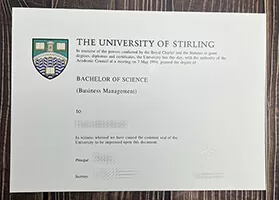 THE UNIVERSITY OF STIRLING
In exercise of the powers conferred by the Royal Charter and the Statutes to grant
degrees, diplomas and certificates, the University has this day, with the authority of the
Academic Council at a meeting on 7 May 1994 granted the degree of
BACHELOR OF SCIENCE
(Business Management)
to
In witness whereof we have caused the common seal of the
University to be impressed upon this document.
Principal
Secretary